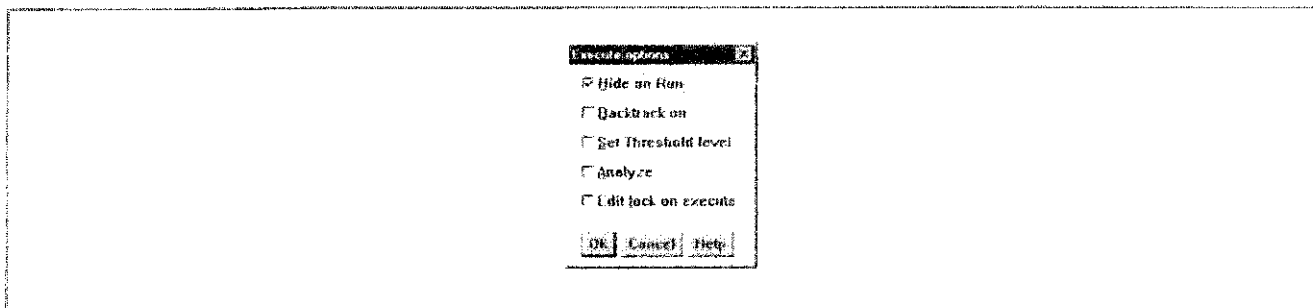 Execute options
Hide on Run
Backtrack on
Set Threshold level
Analyze
Edit lock on execute
OK Cancel Help